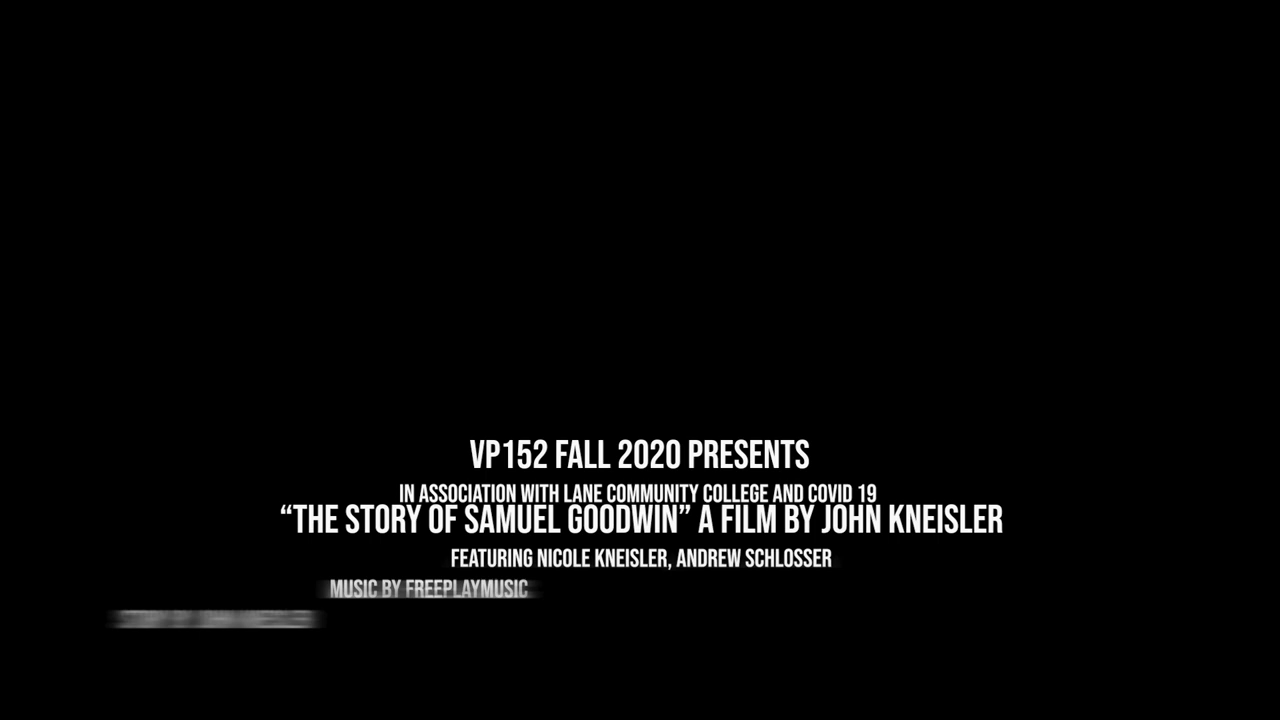 VP152 FALL 2020 PRESENTS
IN ASSOCIATION WITH LANE COMMUNITY COLLEGE AND COVID 19
“THE STORY OF SAMUEL GOODWIN” A FILM BY JOHN KNEISLER
FEATURING NICOLE KNEISLER, ANDREW SCHLOSSER
MUSIC BY FREEPLAYMUSIC